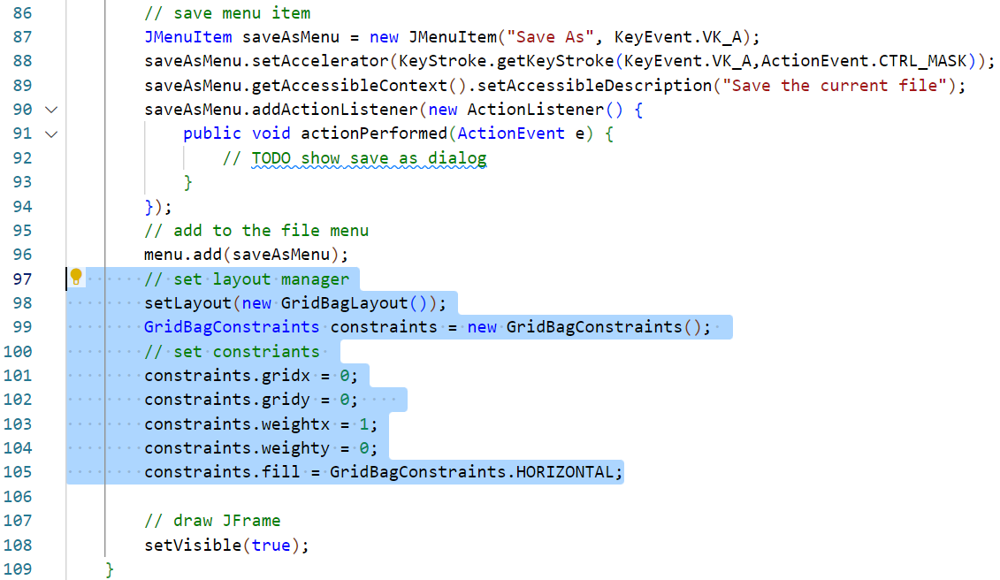 86 // save menu item
87 JMenuItem saveAsMenu = new JMenuItem("Save As", KeyEvent.VK_A);
88 saveAsMenu.setAccelerator(KeyStroke.getKeyStroke(KeyEvent.VK_A,ActionEvent.CTRL_MASK));
89 saveAsMenu.getAccessibleContext().setAccessibleDescription("Save the current file");
90 saveAsMenu.addActionListener(new ActionListener() {
91 public void actionPerformed(ActionEvent e) {
92 // TODO show save as dialog
93 }
94 });
95 // add to the file menu
96 menu.add(saveAsMenu);
97 // set layout manager
98 setLayout(new GridBagLayout());
99 GridBagConstraints constraints = new GridBagConstraints();
100 // set constriants
101 constraints.gridx = 0;
102 constraints.gridy = 0;
103 constraints.weightx = 1;
104 constraints.weighty = 0;
105 constraints.fill = GridBagConstraints.HORIZONTAL;
106
107 // draw JFrame
108 setVisible(true);
109 }